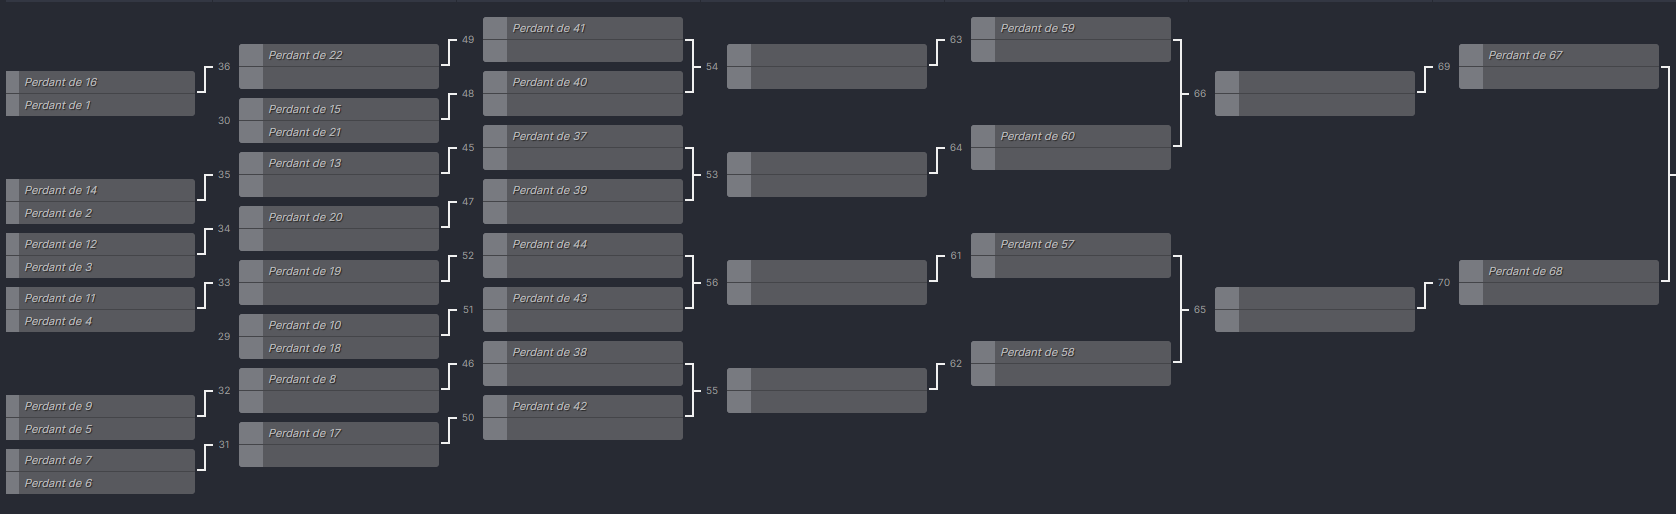 Perdant de 16
Perdant de 1
Perdant de 14
Perdant de 2
Perdant de 12
Perdant de 3
Perdant de 11
Perdant de 4
Perdant de 9
Perdant de 5
Perdant de 7
Perdant de 6
36
Perdant de 22
30
Perdant de 15
Perdant de 21
35
Perdant de 13
34
Perdant de 20
33
Perdant de 19
29
Perdant de 10
Perdant de 18
32
Perdant de 8
31
Perdant de 17
49
Perdant de 41
48
Perdant de 40
45
Perdant de 37
47
Perdant de 39
52
Perdant de 44
51
Perdant de 43
46
Perdant de 38
50
Perdant de 42
54
53
56
55
63
Perdant de 59
64
Perdant de 60
61
Perdant de 57
62
Perdant de 58
66
65
69
Perdant de 67
70
Perdant de 68